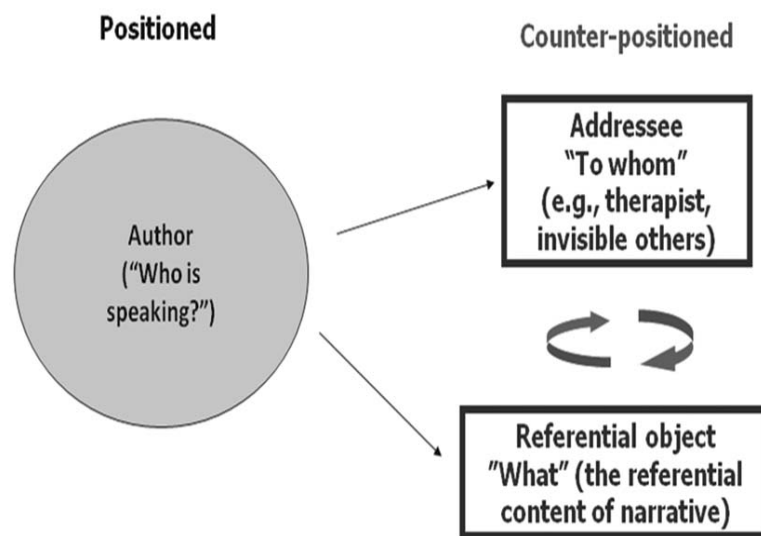 Positioned
Counter-positioned
Author
(“Who is
speaking?”)
Addressee
“To whom”
(e.g., therapist,
invisible others)
Referential object
”What” (the referential
content of narrative)